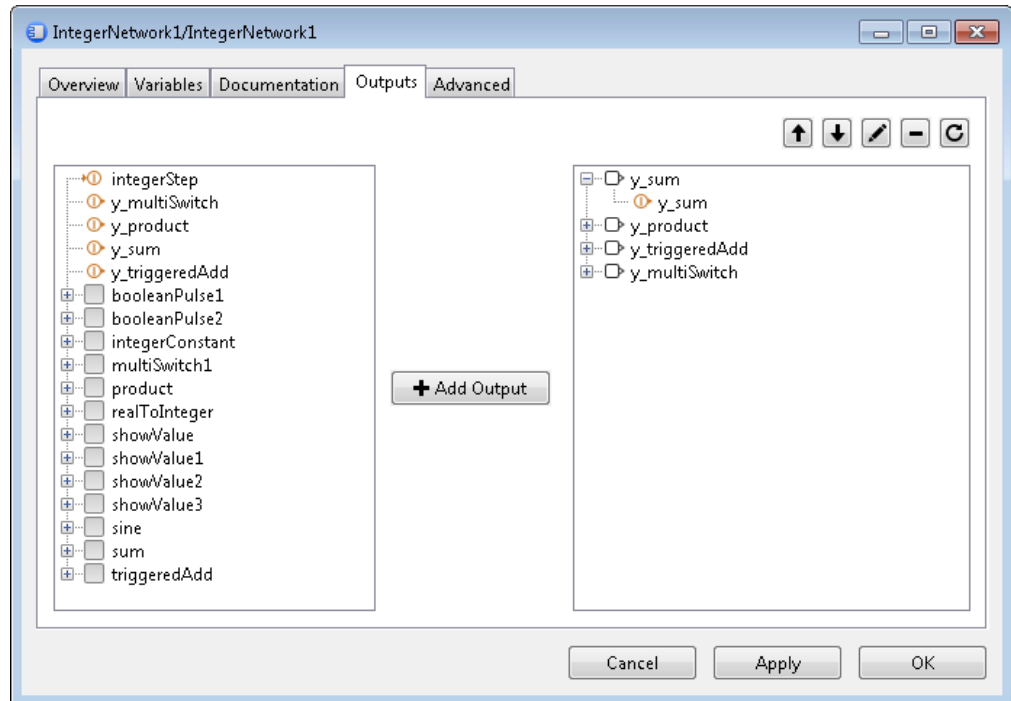 IntegerNetwork1/IntegerNetwork1
Overview Variables Documentation Outputs Advanced
integerStep
y_multiSwitch
y_product
y_sum
y_triggeredAdd
booleanPulse1
booleanPulse2
integerConstant
multiSwitch1
product
realToInteger
showValue
showValue1
showValue2
showValue3
sine
sum
triggeredAdd
Add Output
y_sum
y_sum
y_product
y_triggeredAdd
y_multiSwitch
Cancel Apply OK